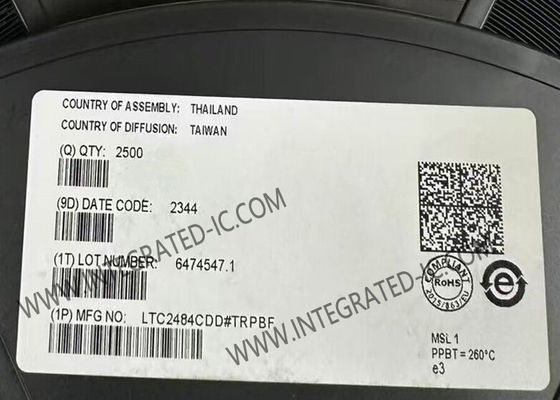 COUNTRY OF ASSEMBLY: THAILAND
COUNTRY OF DIFFUSION: TAIWAN
(Q) QTY: 2500
(9D) DATE CODE: 2344
(1T) LOT NUMBER: 6474547.1
(1P) MFG NO: LTC2484CDD#TRPBF
COMPLIANT
RoHS
2015/863/EU
e
MSL 1
PPBT = 260°C
e3
WWW.INTEGRATED-IC.COM
WWW.INTEGRATED-IC.COM